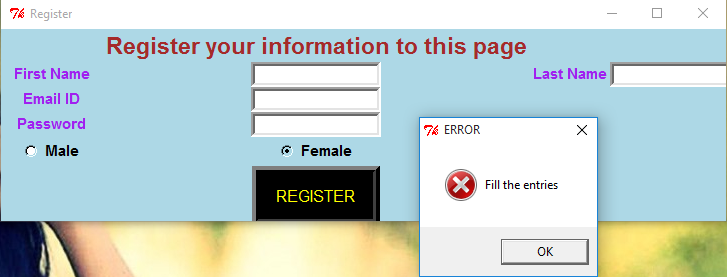 Register
Register your information to this page
First Name
Last Name
Email ID
Password
Male
Female
REGISTER
ERROR
Fill the entries
OK